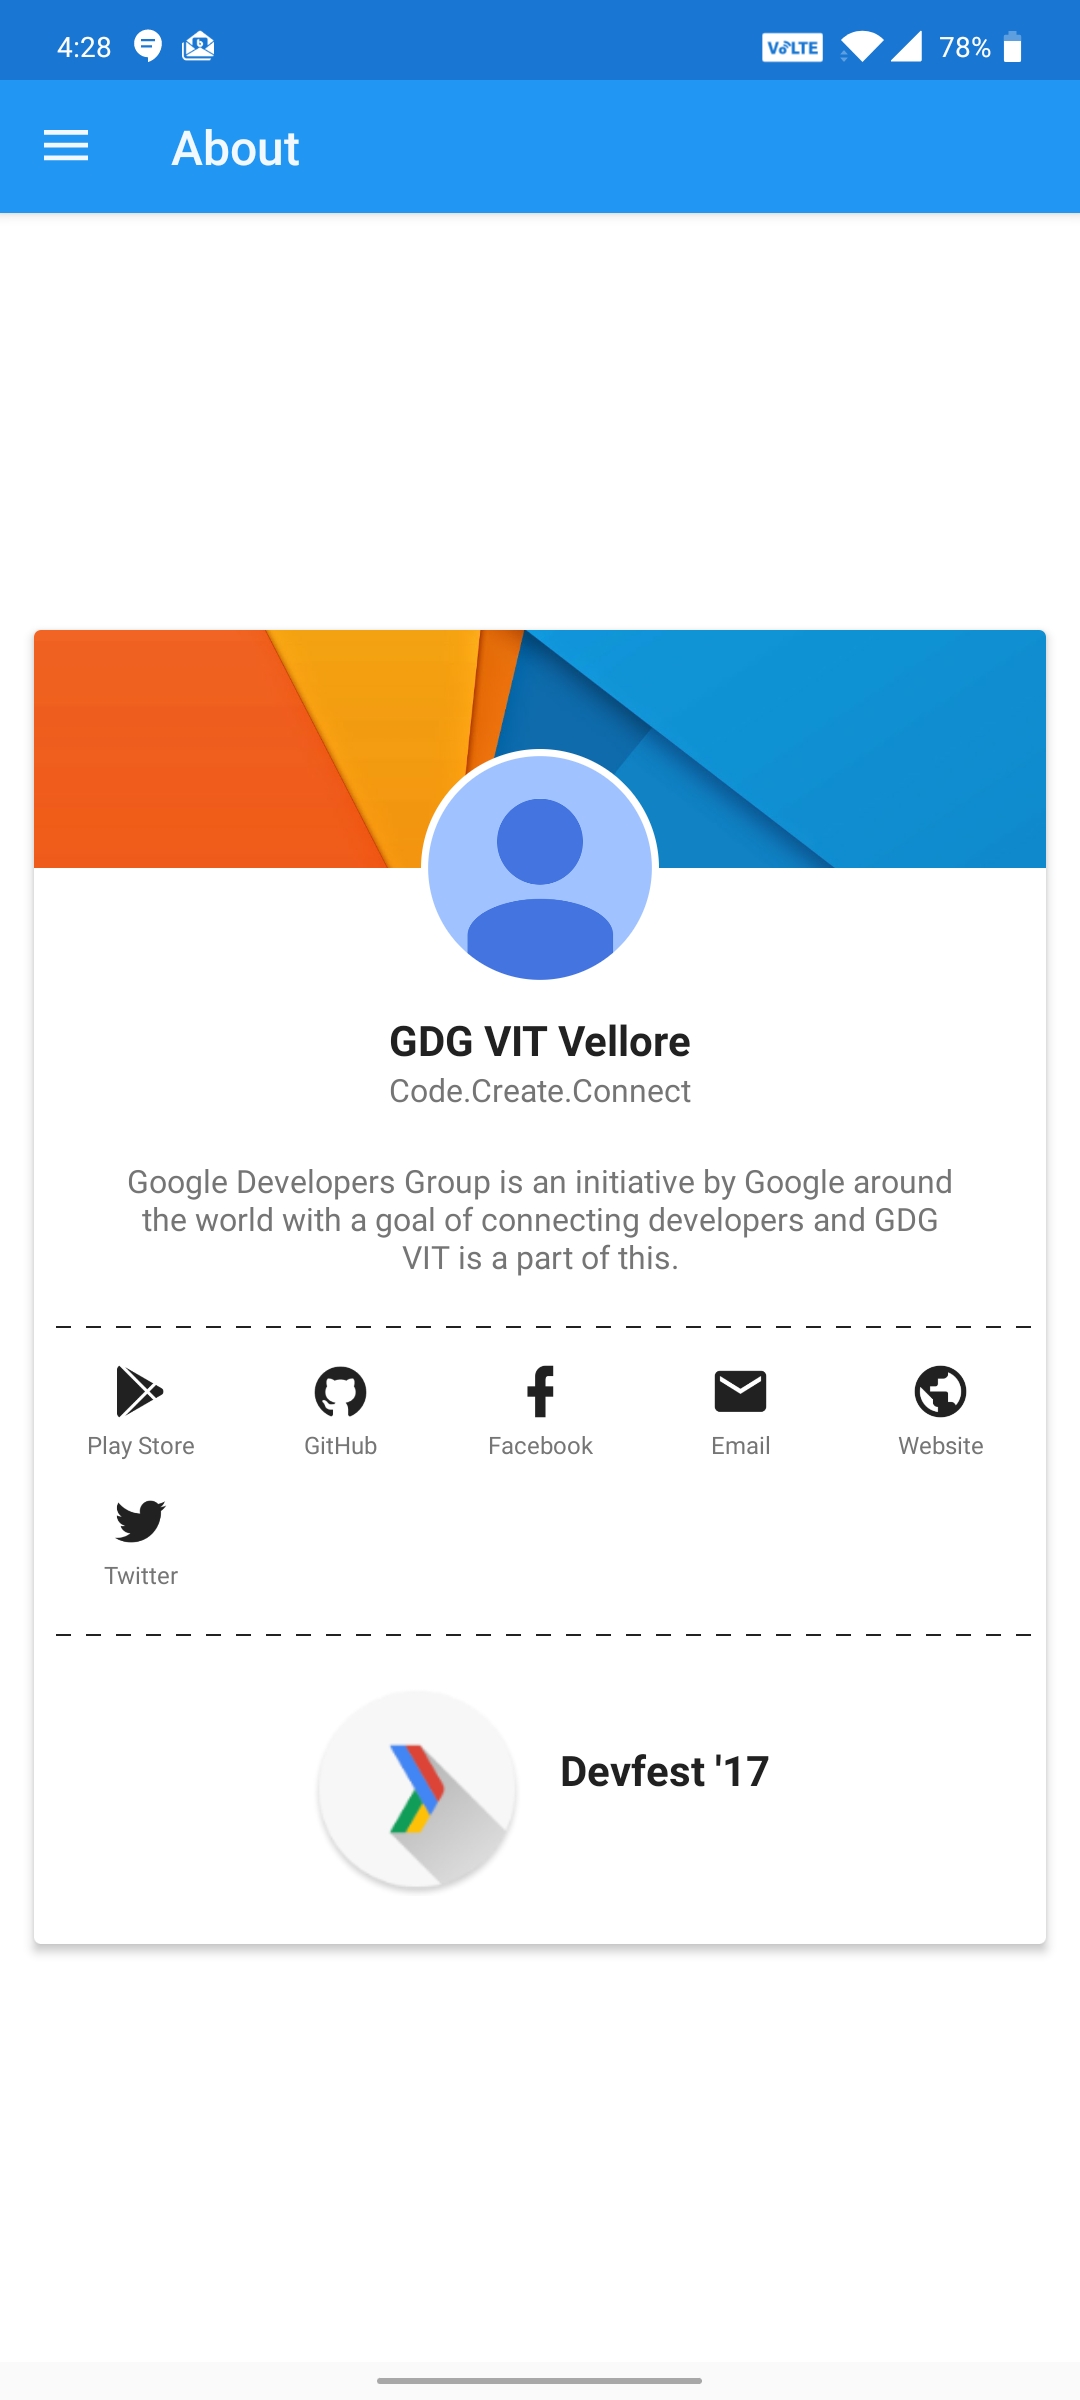 4:28
VoLTE
78%
About
GDG VIT Vellore
Code.Create.Connect
Google Developers Group is an initiative by Google around
the world with a goal of connecting developers and GDG
VIT is a part of this.
Play Store
GitHub
Facebook
Email
Website
Twitter
Devfest '17